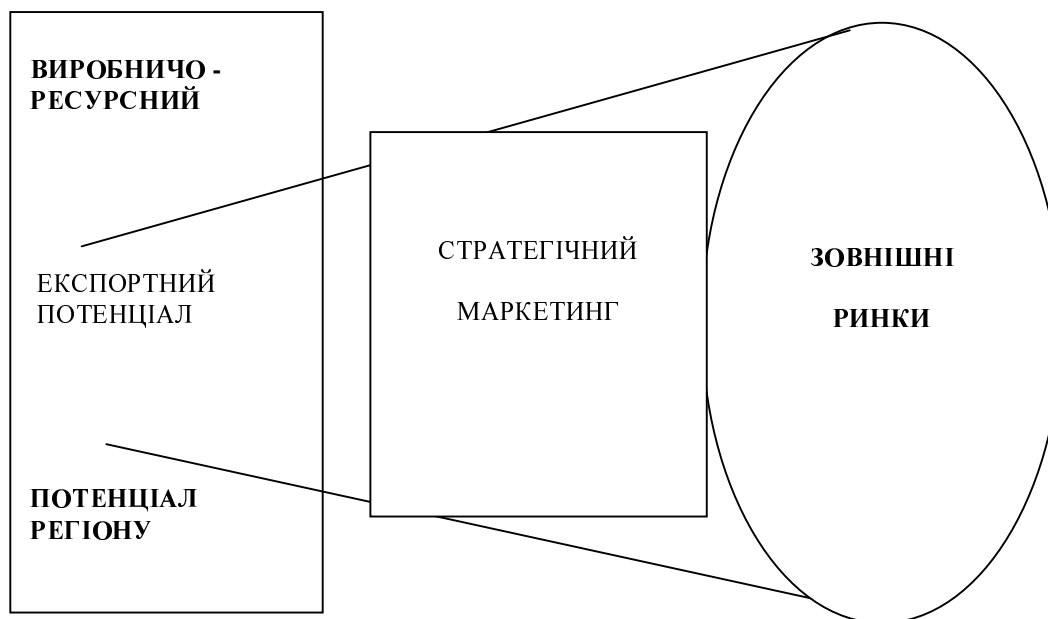 ВИРОБНИЧО -
РЕСУРСНИЙ
ЕКСПОРТНИЙ
ПОТЕНЦІАЛ
ПОТЕНЦІАЛ
РЕГІОНУ
СТРАТЕГІЧНИЙ
МАРКЕТИНГ
ЗОВНІШНІ
РИНКИ